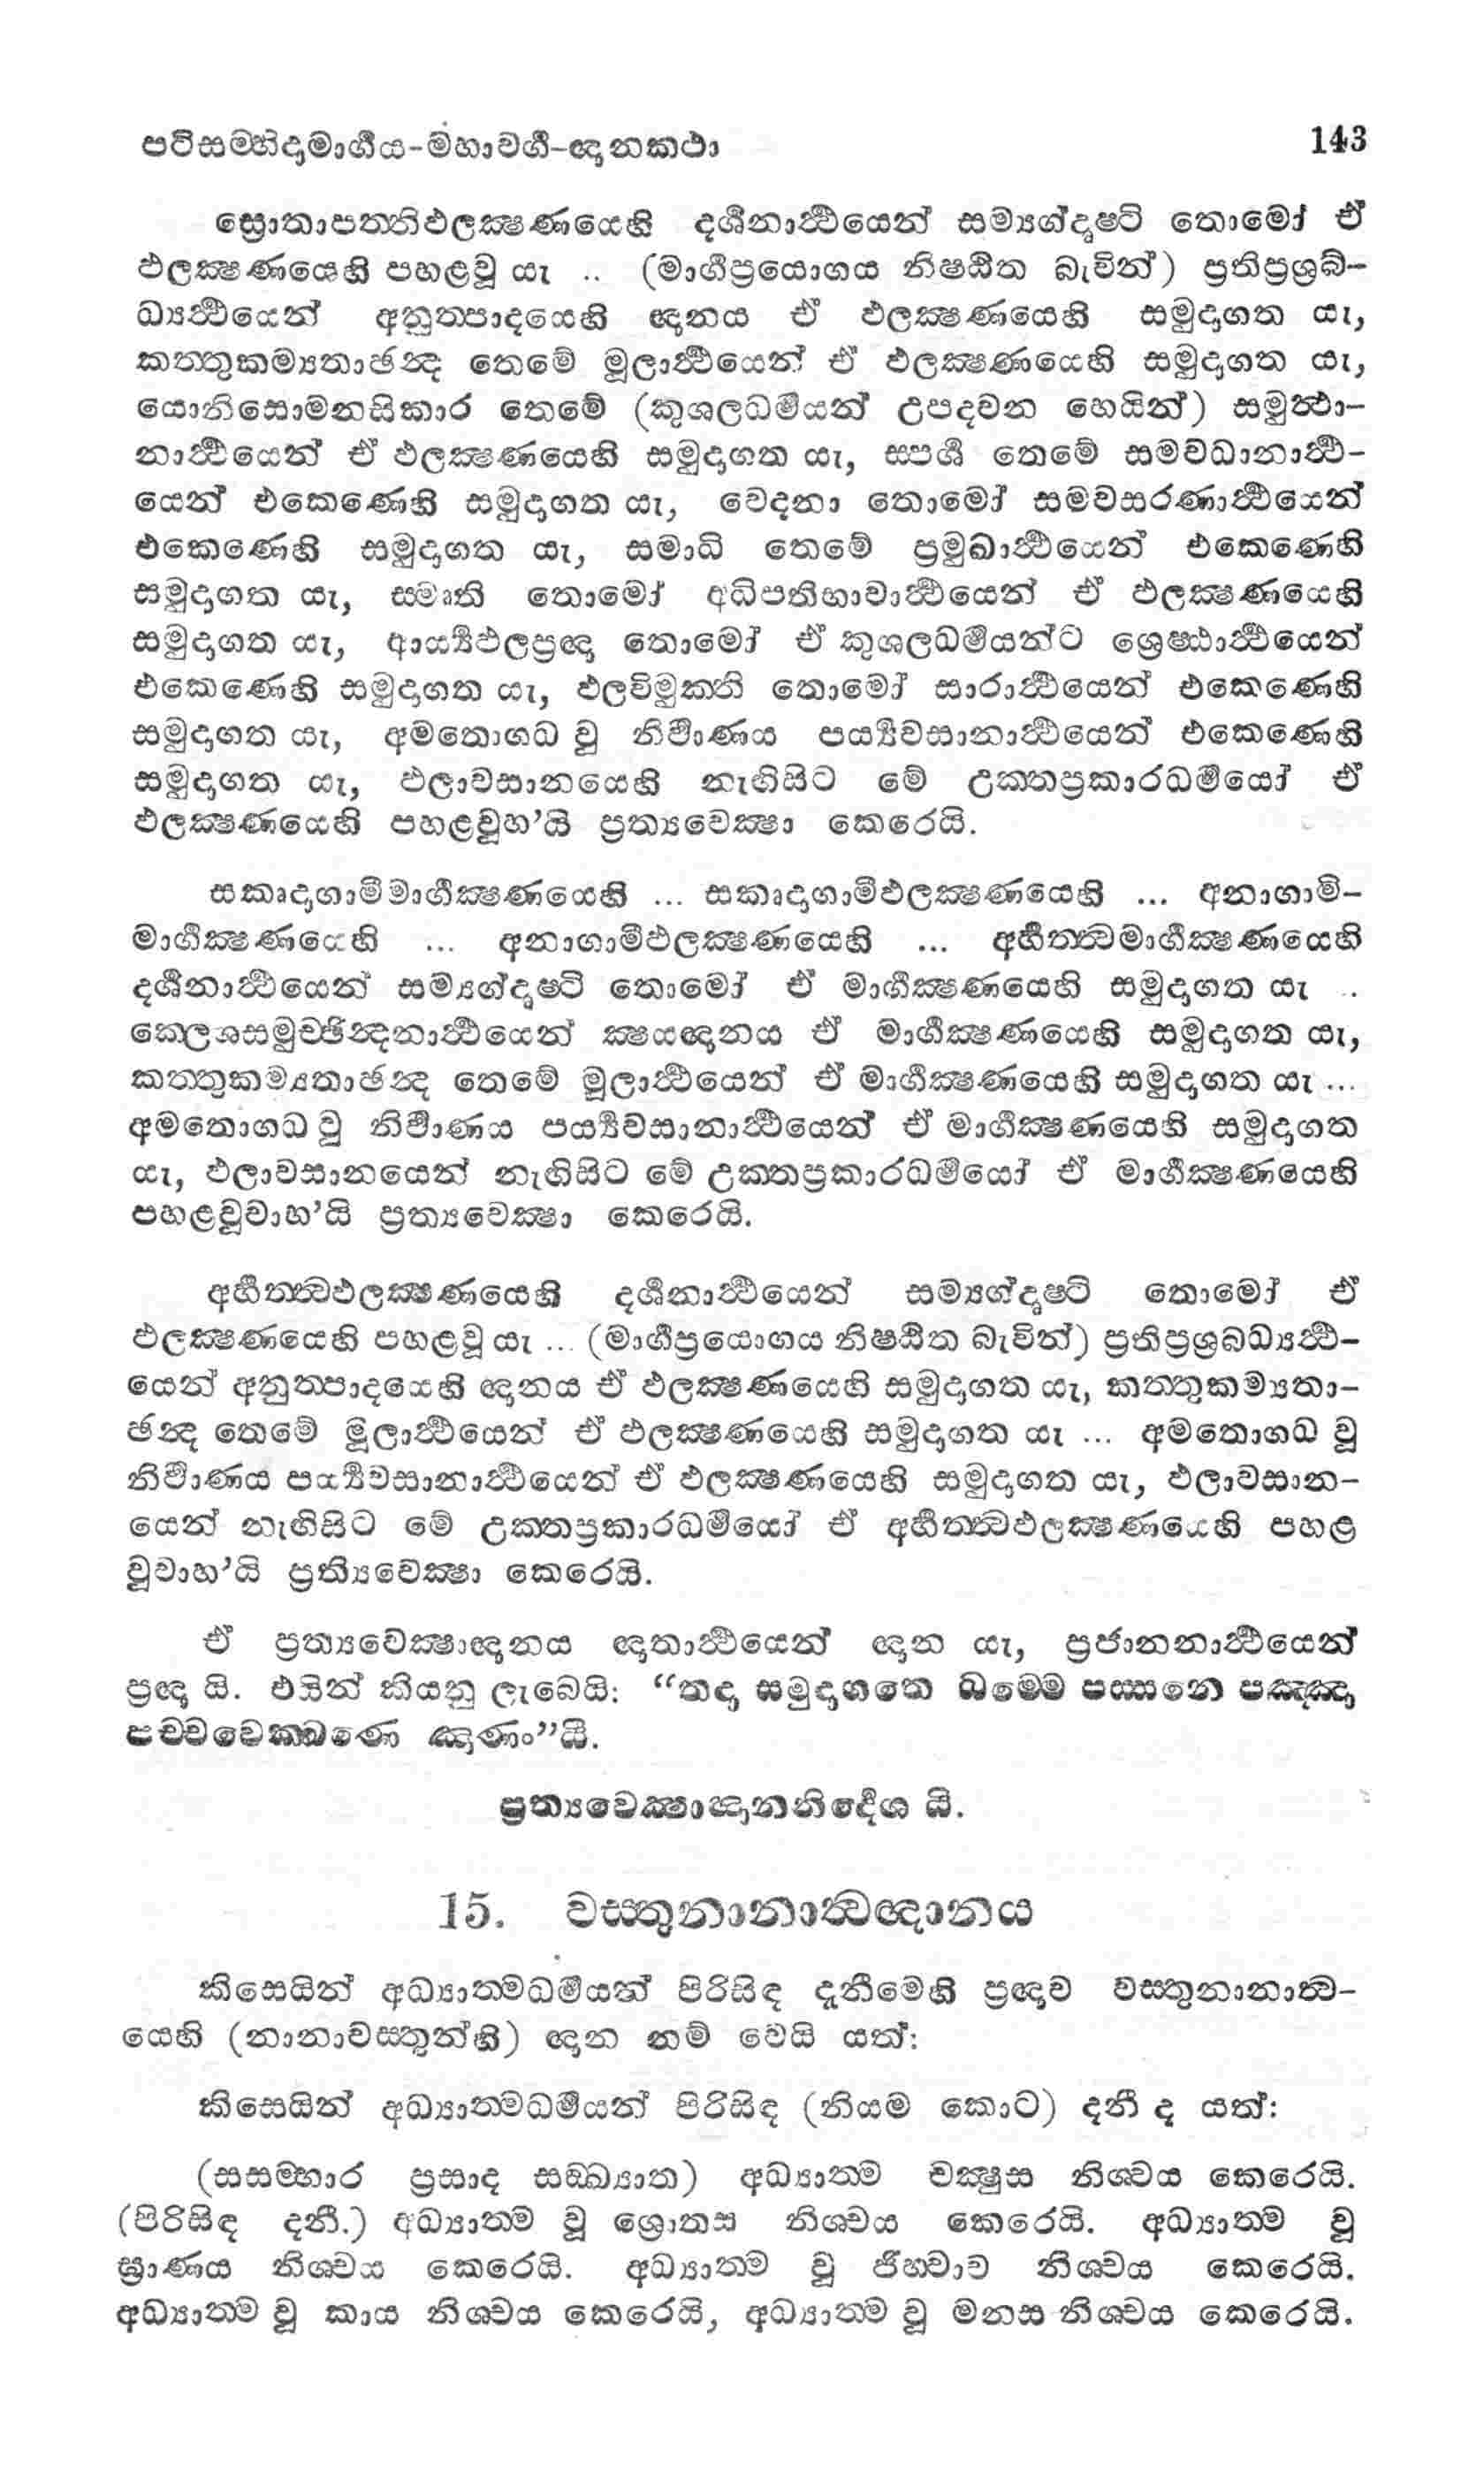 පටිසම්භිදාමාර්ගය-මහාවර්ග-ඥානකථා 143
ස්‍රොතාපත්තිඵලක්‍ෂණයෙහි දර්ශනාර්ථයෙන් සම්‍යග්දෘෂ්ටි තොමෝ ඒ
ඵලක්‍ෂණයෙහි පහළවූ යැ .. (මාර්ගප්‍රයොගය නිෂ්ඨිත බැවින්) ප්‍රතිප්‍රශ්‍රබ්-
ධ්‍යර්ථයෙන් අනුත්පාදයෙහි ඥානය ඒ ඵලක්‍ෂණයෙහි සමුදාගත යැ,
කත්තුකම්‍යතාඡන්‍ද තෙමේ මූලාර්ථයෙන් ඒ ඵලක්‍ෂණයෙහි සමුදාගත යැ,
යොනිසොමනසිකාර තෙමේ (කුශලධර්මයන් උපදවන හෙයින්) සමුත්ථා-
නාර්ථයෙන් ඒ ඵලක්‍ෂණයෙහි සමුදාගත යැ, ස්පර්ශ තෙමේ සමවධානාර්ථ-
යෙන් එකෙණෙහි සමුදාගත යැ, වෙදනා තොමෝ සමවසරණාර්ථයෙන්
එකෙණෙහි සමුදාගත යැ, සමාධි තෙමේ ප්‍රමුඛාර්ථයෙන් එකෙණෙහි
සමුදාගත යැ, ස්මෘති තොමෝ අධිපතිභාවාර්ථයෙන් ඒ ඵලක්‍ෂණයෙහි
සමුදාගත යැ, ආර්‍ය්‍යඵලප්‍රඥා තොමෝ ඒ කුශලධර්මයන්ට ශ්‍රෙෂ්ඨාර්ථයෙන්
එකෙණෙහි සමුදාගත යැ, ඵලවිමුක්ති තොමෝ සාරාර්ථයෙන් එකෙණෙහි
සමුදාගත යැ, අමතොගධ වූ නිර්වාණය පර්‍ය්‍යවසානාර්ථයෙන් එකෙණෙහි
සමුදාගත යැ, ඵලාවසානයෙහි නැඟිසිට මේ උක්තප්‍රකාරධර්මයෝ ඒ
ඵලක්‍ෂණයෙහි පහළවූහ’යි ප්‍රත්‍යවෙක්‍ෂා කෙරෙයි.
සකෘදාගාමිමාර්ගක්‍ෂණයෙහි ... සකෘදාගාමිඵලක්‍ෂණයෙහි ... අනාගාමි-
මාර්ගක්‍ෂණයෙහි ... අනාගාමිඵලක්‍ෂණයෙහි ... අර්හත්ත්‍වමාර්ගක්‍ෂණයෙහි
දර්ශනාර්ථයෙන් සම්‍යග්දෘෂ්ටි තොමෝ ඒ මාර්ගක්‍ෂණයෙහි සමුදාගත යැ ..
කෙලශසමුච්ඡින්‍දනාර්ථයෙන් ක්‍ෂයඥානය ඒ මාර්ගක්‍ෂණයෙහි සමුදාගත යැ,
කත්තුකම්‍යතාඡන්‍ද තෙමේ මූලාර්ථයෙන් ඒ මාර්ගක්‍ෂණයෙහි සමුදාගත යැ ...
අමතොගධ වූ නිර්වාණය පර්‍ය්‍යවසානාර්ථයෙන් ඒ මාර්ගක්‍ෂණයෙහි සමුදාගත
යැ, ඵලාවසානයෙන් නැඟිසිට මේ උක්තප්‍රකාරධර්මයෝ ඒ මාර්ගක්‍ෂණයෙහි
පහළවූවාහ’යි ප්‍රත්‍යවෙක්‍ෂා කෙරෙයි.
අර්හත්ත්‍වඵලක්‍ෂණයෙහි දර්ශනාර්ථයෙන් සම්‍යග්දෘෂ්ටි තොමෝ ඒ
ඵලක්‍ෂණයෙහි පහළවූ යැ ... (මාර්ගප්‍රයොගය නිෂ්ඨිත බැවින්) ප්‍රතිප්‍රශ්‍රබ්ධ්‍යර්ථ-
යෙන් අනුත්පාදයෙහි ඥානය ඒ ඵලක්‍ෂණයෙහි සමුදාගත යැ, කත්තුකම්‍යතා-
ඡන්‍ද තෙමේ මූලාර්ථයෙන් ඒ ඵලක්‍ෂණයෙහි සමුදාගත යැ ... අමතොගධ වූ
නිර්වාණය පර්‍ය්‍යවසානාර්ථයෙන් ඒ ඵලක්‍ෂණයෙහි සමුදාගත යැ, ඵලාවසාන-
යෙන් නැඟිසිට මේ උක්තප්‍රකාරධර්මයෝ ඒ අර්හත්ත්‍වඵලක්‍ෂණයෙහි පහළ
වූවාහ’යි ප්‍රත්‍යිවෙක්‍ෂා කෙරෙයි.
ඒ ප්‍රත්‍යවෙක්‍ෂාඥානය ඥාතාර්ථයෙන් ඥාන යැ, ප්‍රජානනාර්ථයෙන්
ප්‍රඥා යි. එයින් කියනු ලැබෙයි: “තදා සමුදාගතෙ ධම්මෙ පස්සනෙ පඤ්ඤා
පච්චවෙක්ඛණෙ ඤාණං”යි.
ප්‍රත්‍යවෙක්‍ෂාඥානනිර්දෙශ යි.
15. වස්තුනානාත්‍වඥානය
කිසෙයින් අධ්‍යාත්මධර්මයන් පිරිසිඳ දැනීමෙහි ප්‍රඥාව වස්තුනානාත්‍ව-
යෙහි (නානාවස්තූන්හි) ඥාන නම් වෙයි යත්:
කිසෙයින් අධ්‍යාත්මධර්මයන් පිරිසිඳ (නියම කොට) දනී ද යත්:
(සසම්භාර ප්‍රසාද සඞ්ඛ්‍යාත) අධ්‍යාත්ම චක්‍ෂුස නිශ්චය කෙරෙයි.
(පිරිසිඳ දනී.) අධ්‍යාත්ම වූ ශ්‍රොතස නිශ්චය කෙරෙයි. අධ්‍යාත්ම වූ
ඝ්‍රාණය නිශ්චය කෙරෙයි. අධ්‍යාත්ම වූ ජිහ්වාව නිශ්චය කෙරෙයි.
අධ්‍යාත්ම වූ කාය නිශ්චය කෙරෙයි, අධ්‍යාත්ම වූ මනස නිශ්චය කෙරෙයි.